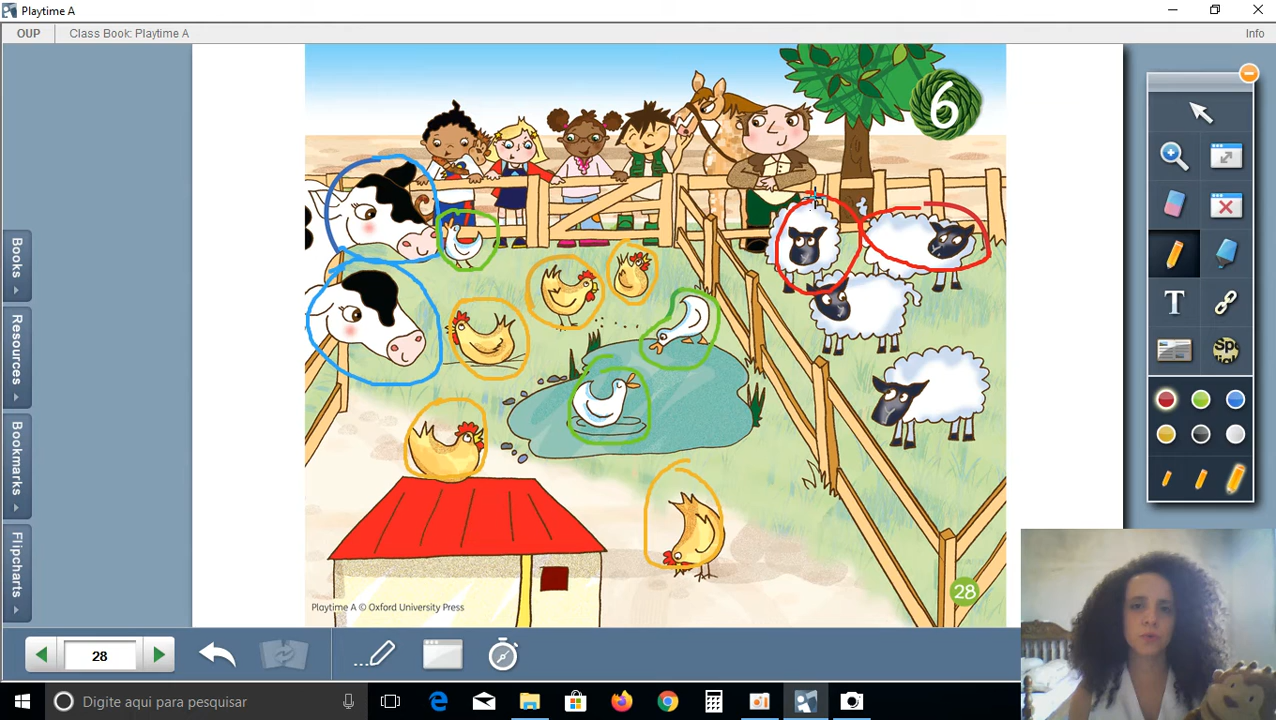 Playtime A
OUP
Class Book: Playtime A
Info
6
Books
Resources
Bookmarks
Flipcharts
T
Playtime A © Oxford University Press
28
28
Digite aqui para pesquisar